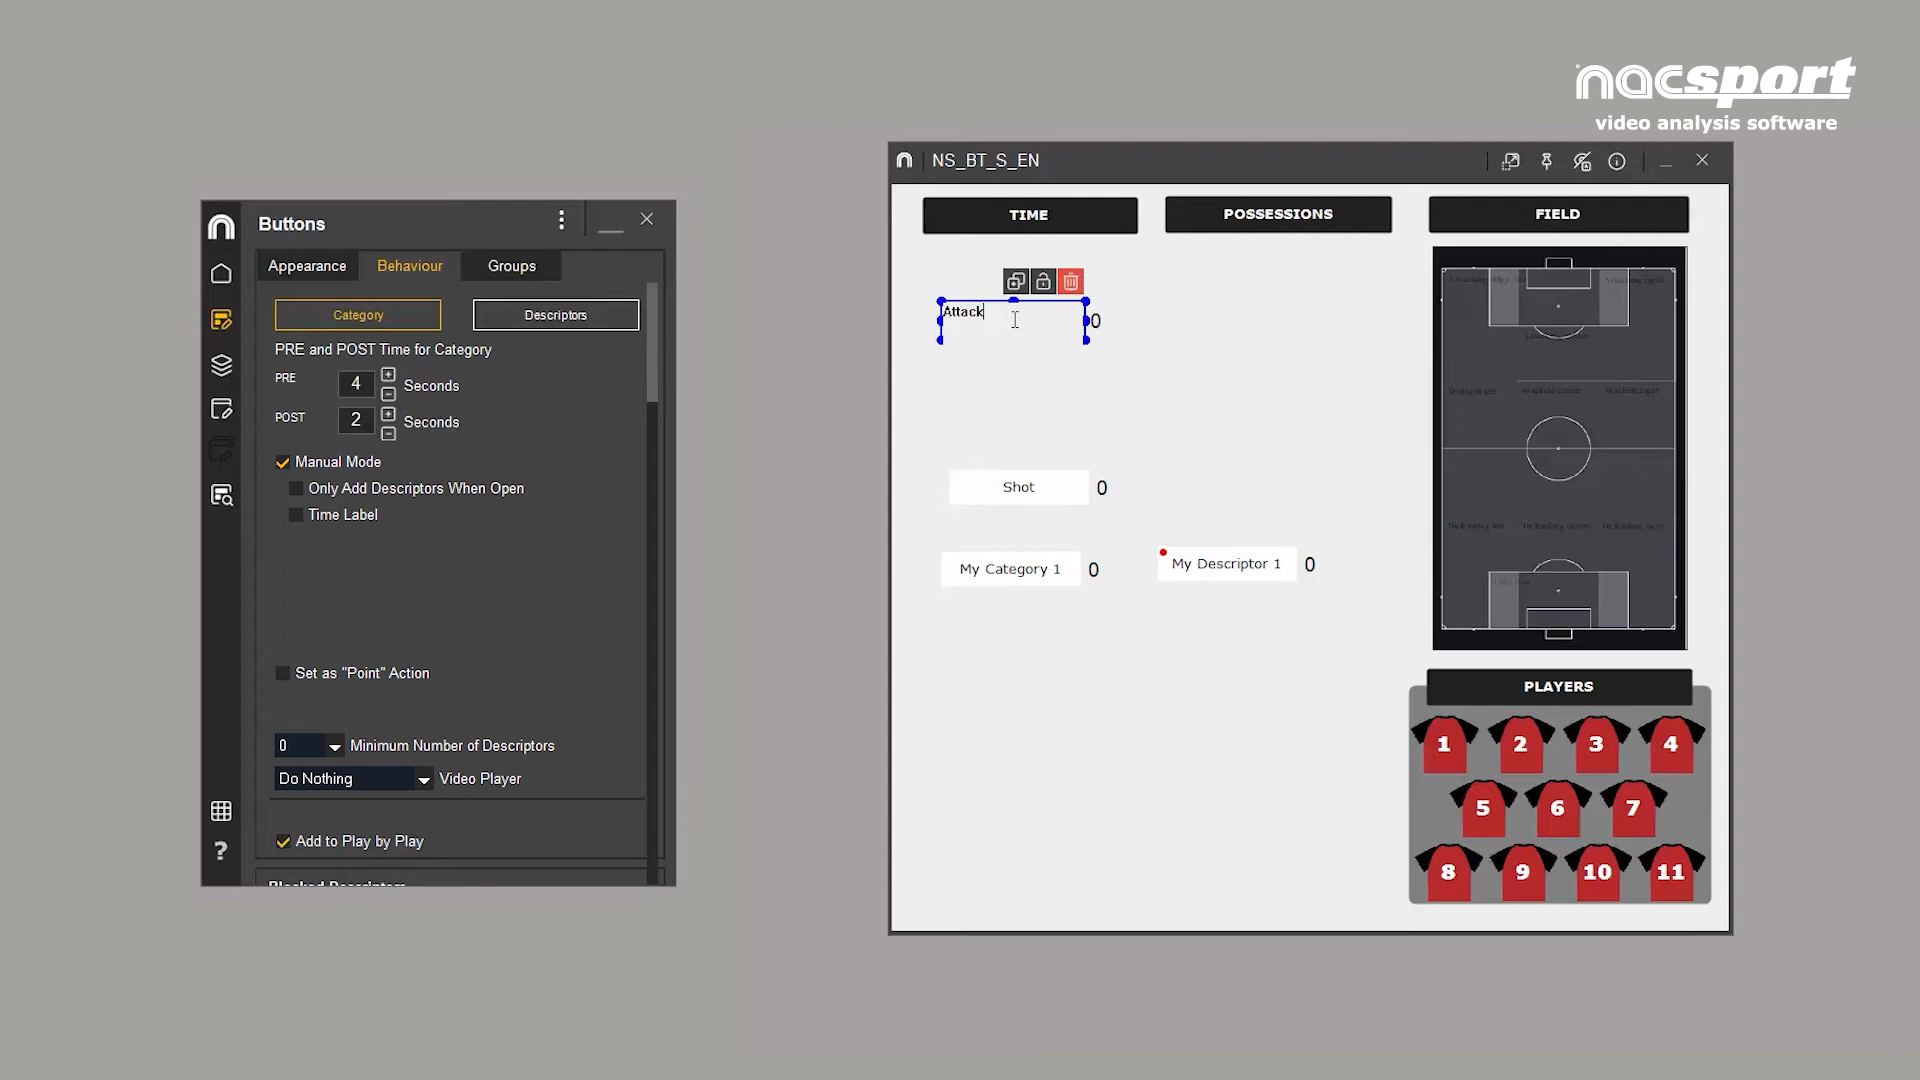 nacsport
video analysis software
Buttons
Appearance Behaviour Groups
Category Descriptors
PRE and POST Time for Category
PRE 4 Seconds
POST 2 Seconds
Manual Mode
Only Add Descriptors When Open
Time Label
Set as "Point" Action
0 Minimum Number of Descriptors
Do Nothing Video Player
Add to Play by Play
?
NS_BT_S_EN
TIME POSSESSIONS FIELD
Attack 0
Shot 0
My Category 1 0
My Descriptor 1 0
PLAYERS
1 2 3 4
5 6 7
8 9 10 11